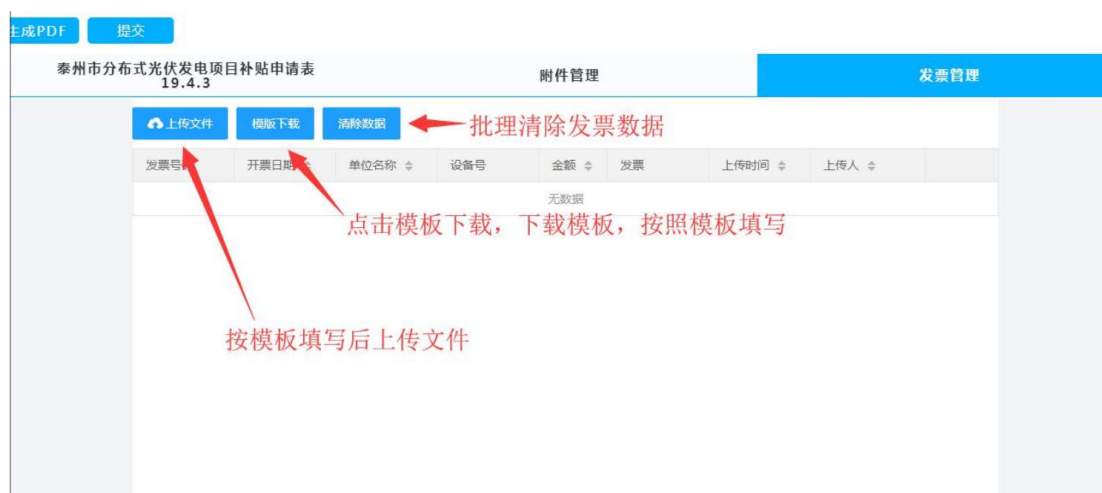 生成PDF 提交
泰州市分布式光伏发电项目补贴申请表
19.4.3
附件管理
发票管理
上传文件 模版下载 清除数据 批理清除发票数据
发票号 开票日期 单位名称 设备号 金额 发票 上传时间 上传人
无数据
点击模板下载，下载模板，按照模板填写
按模板填写后上传文件